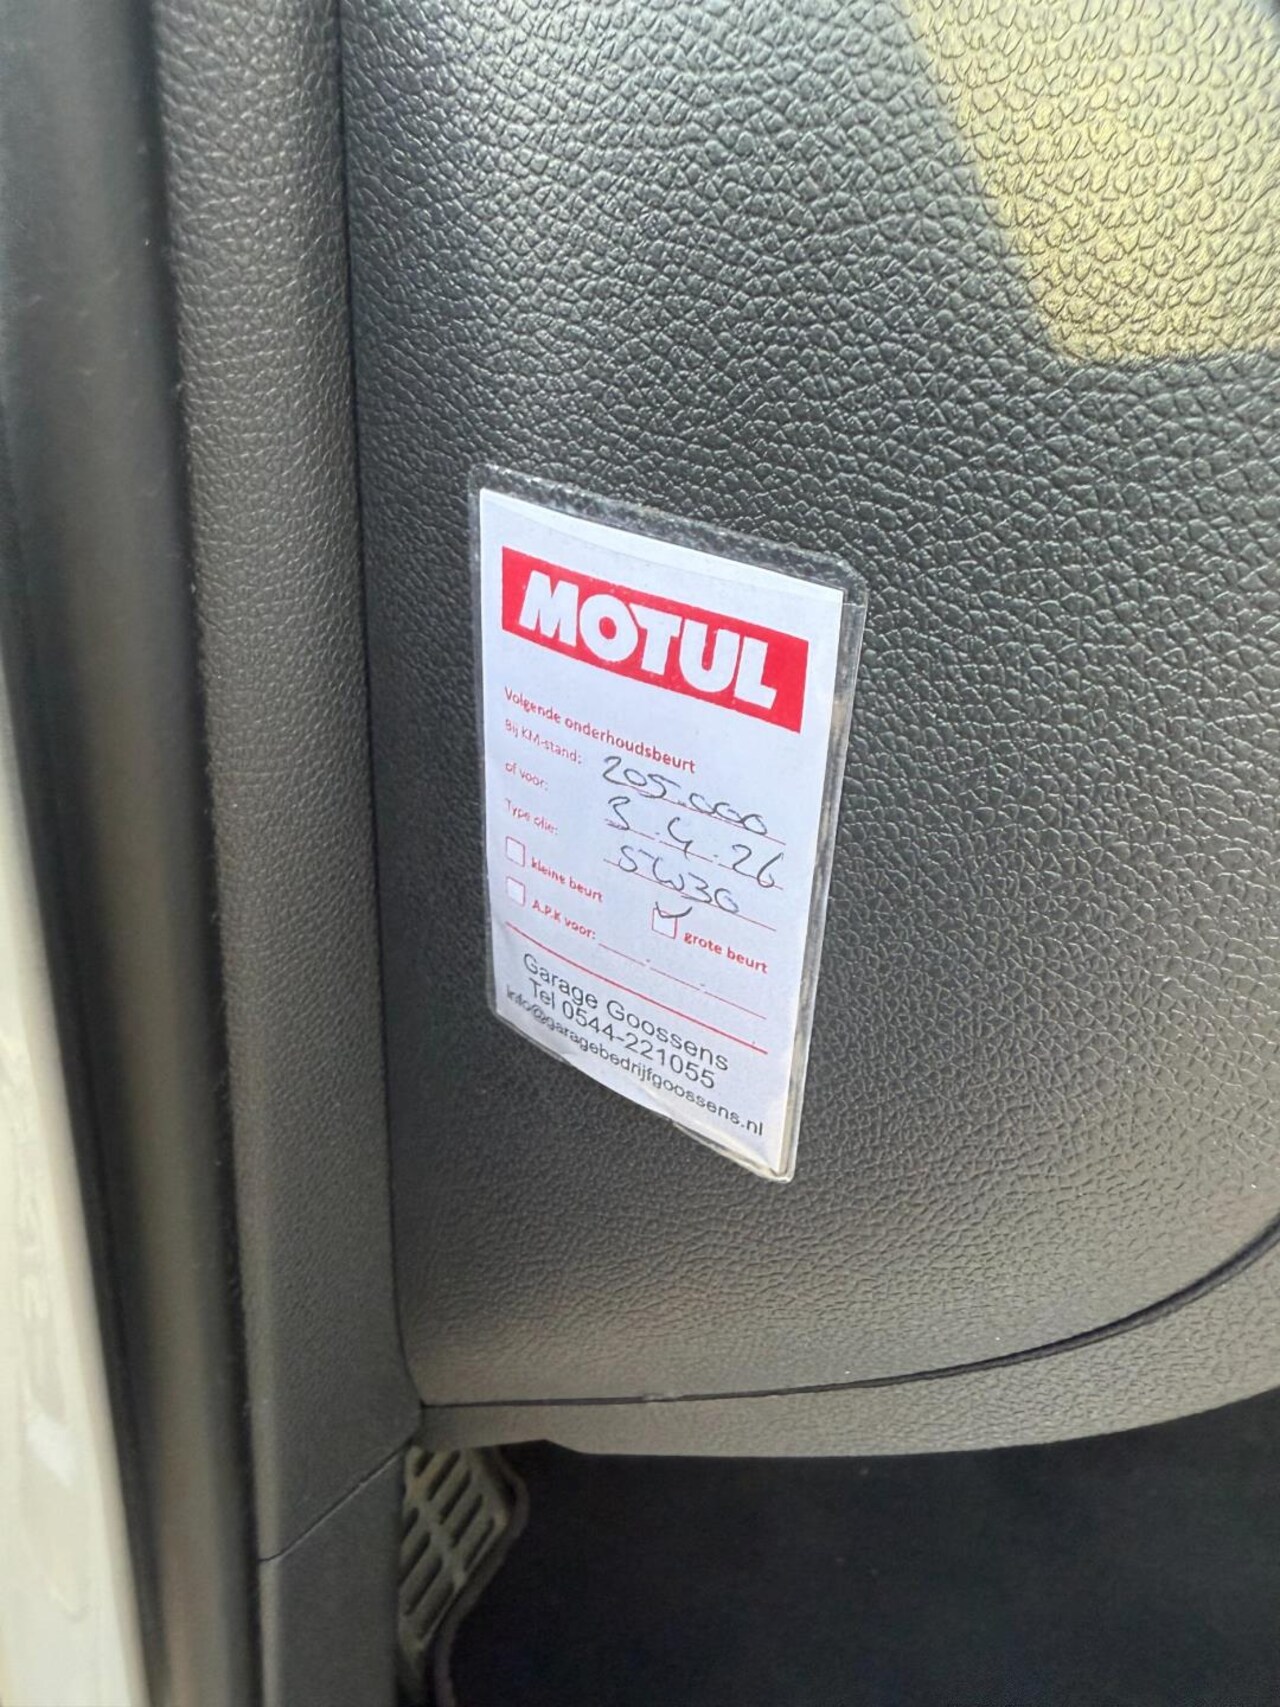 MOTUL
Volgende onderhoudsbeurt
Bij KM-stand: 205.000
of voor: 3.4.26
Type olie: 5W30
kleine beurt grote beurt
A.P.K voor:
Garage Goossens
Tel 0544-221055
info@garagebedrijfgoossens.nl